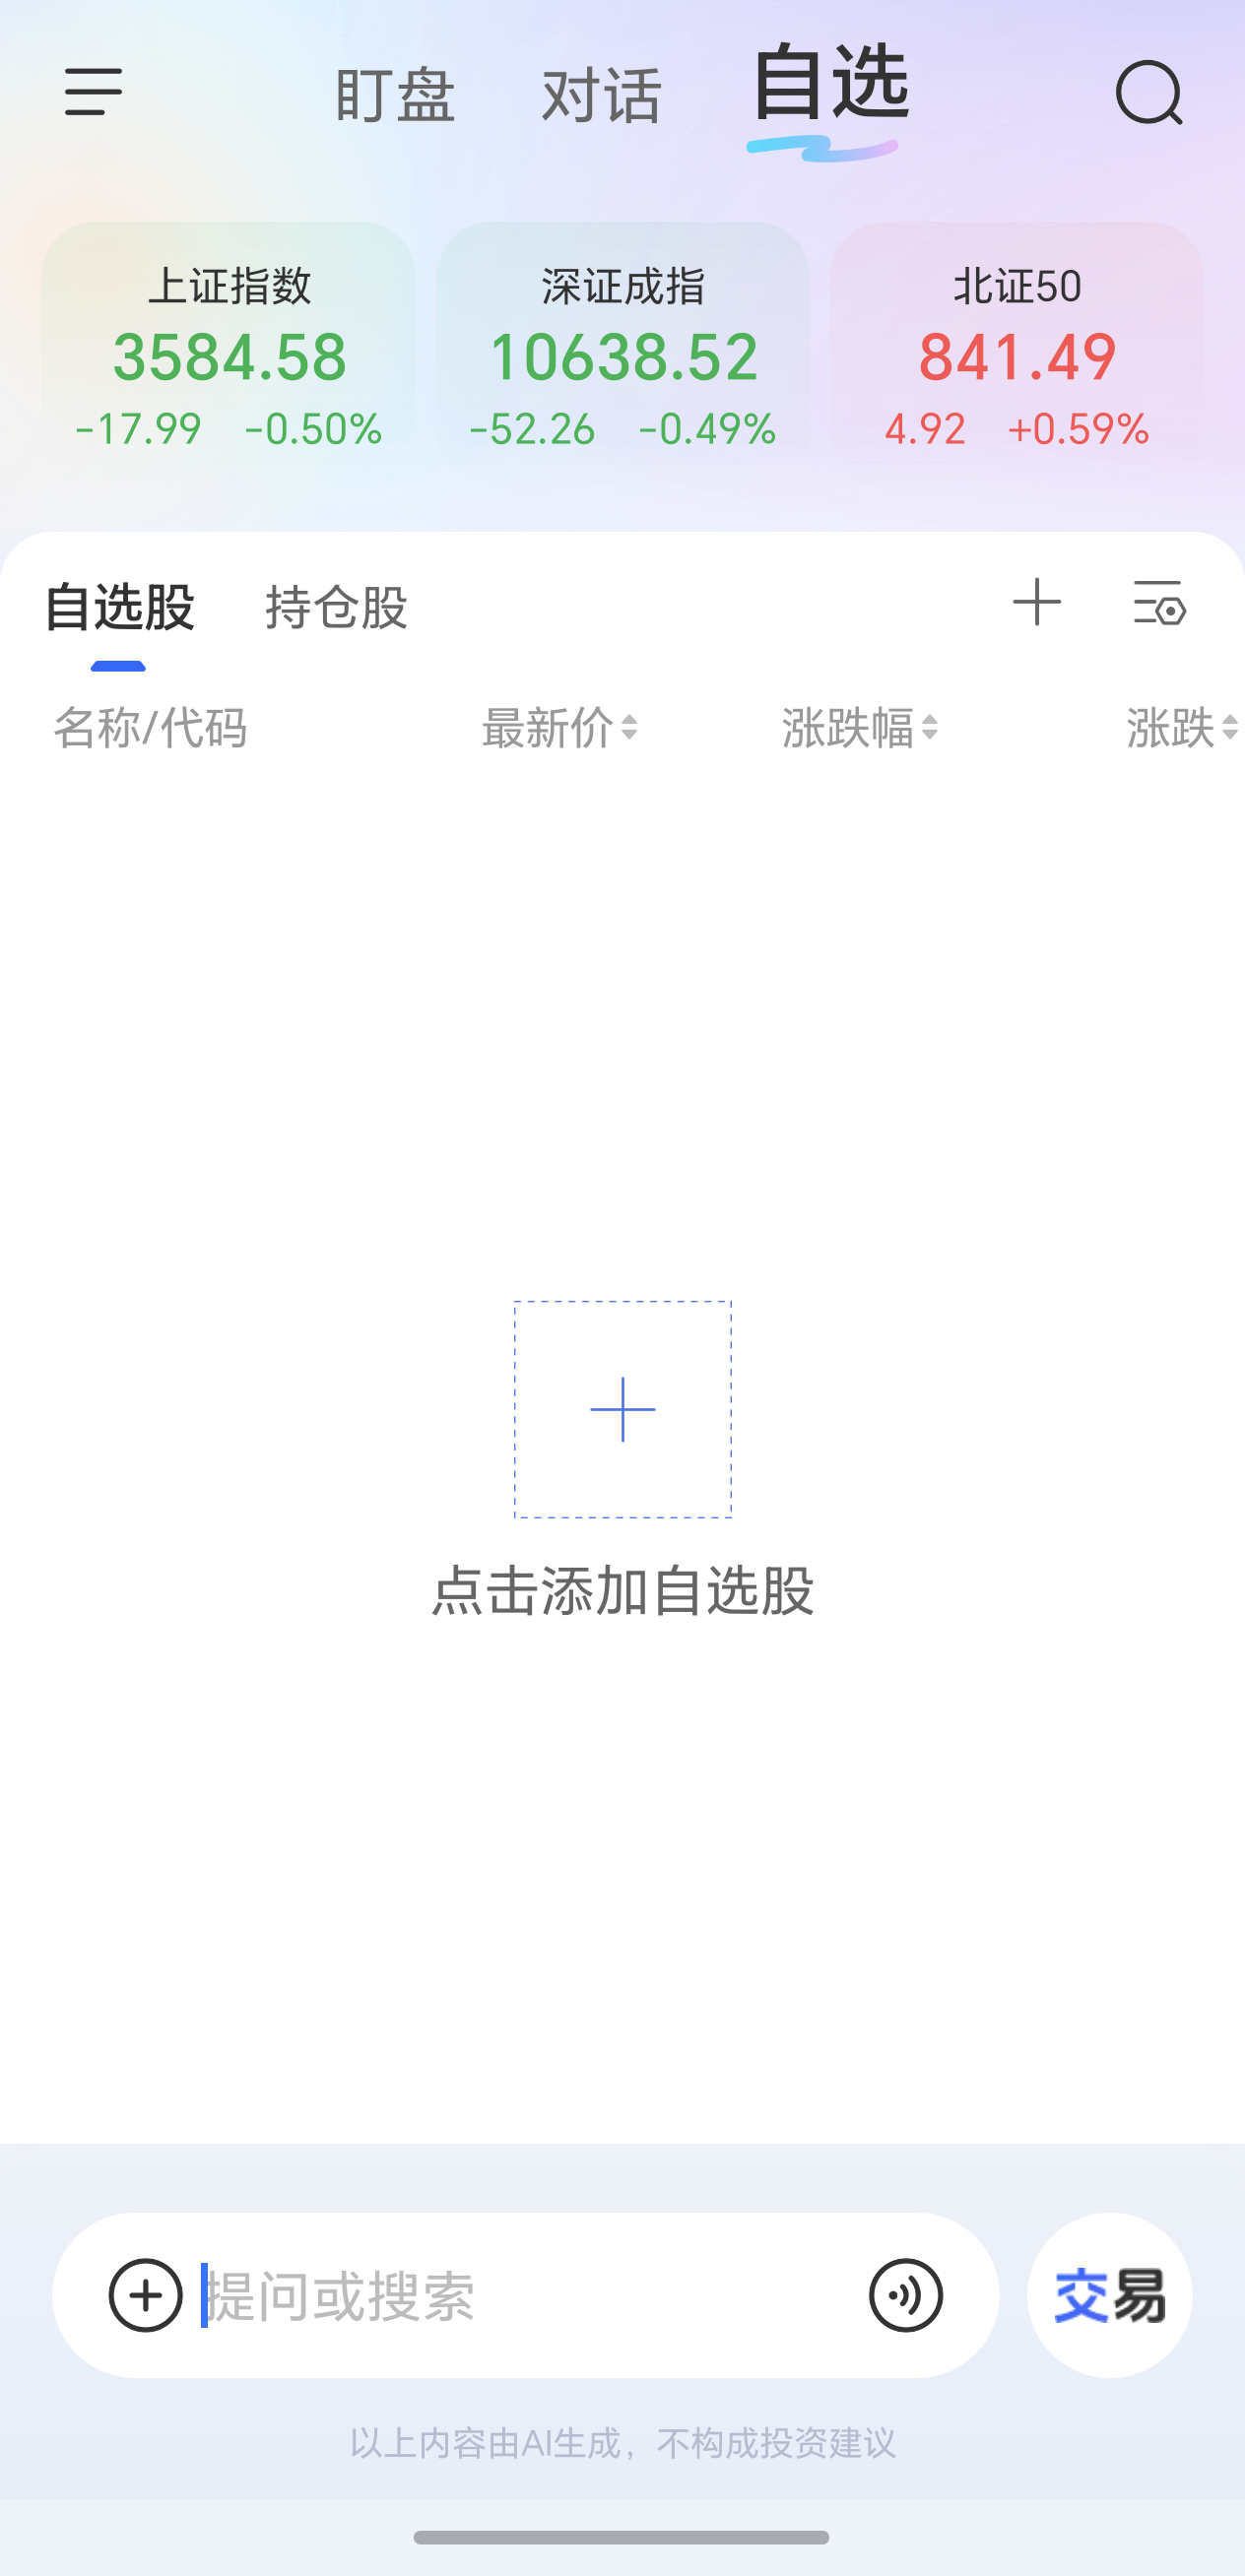 盯盘 对话 自选
上证指数 深证成指 北证50
3584.58 10638.52 841.49
-17.99 -0.50% -52.26 -0.49% 4.92 +0.59%
自选股 持仓股
名称/代码 最新价 涨跌幅 涨跌
点击添加自选股
提问或搜索 交易
以上内容由AI生成，不构成投资建议